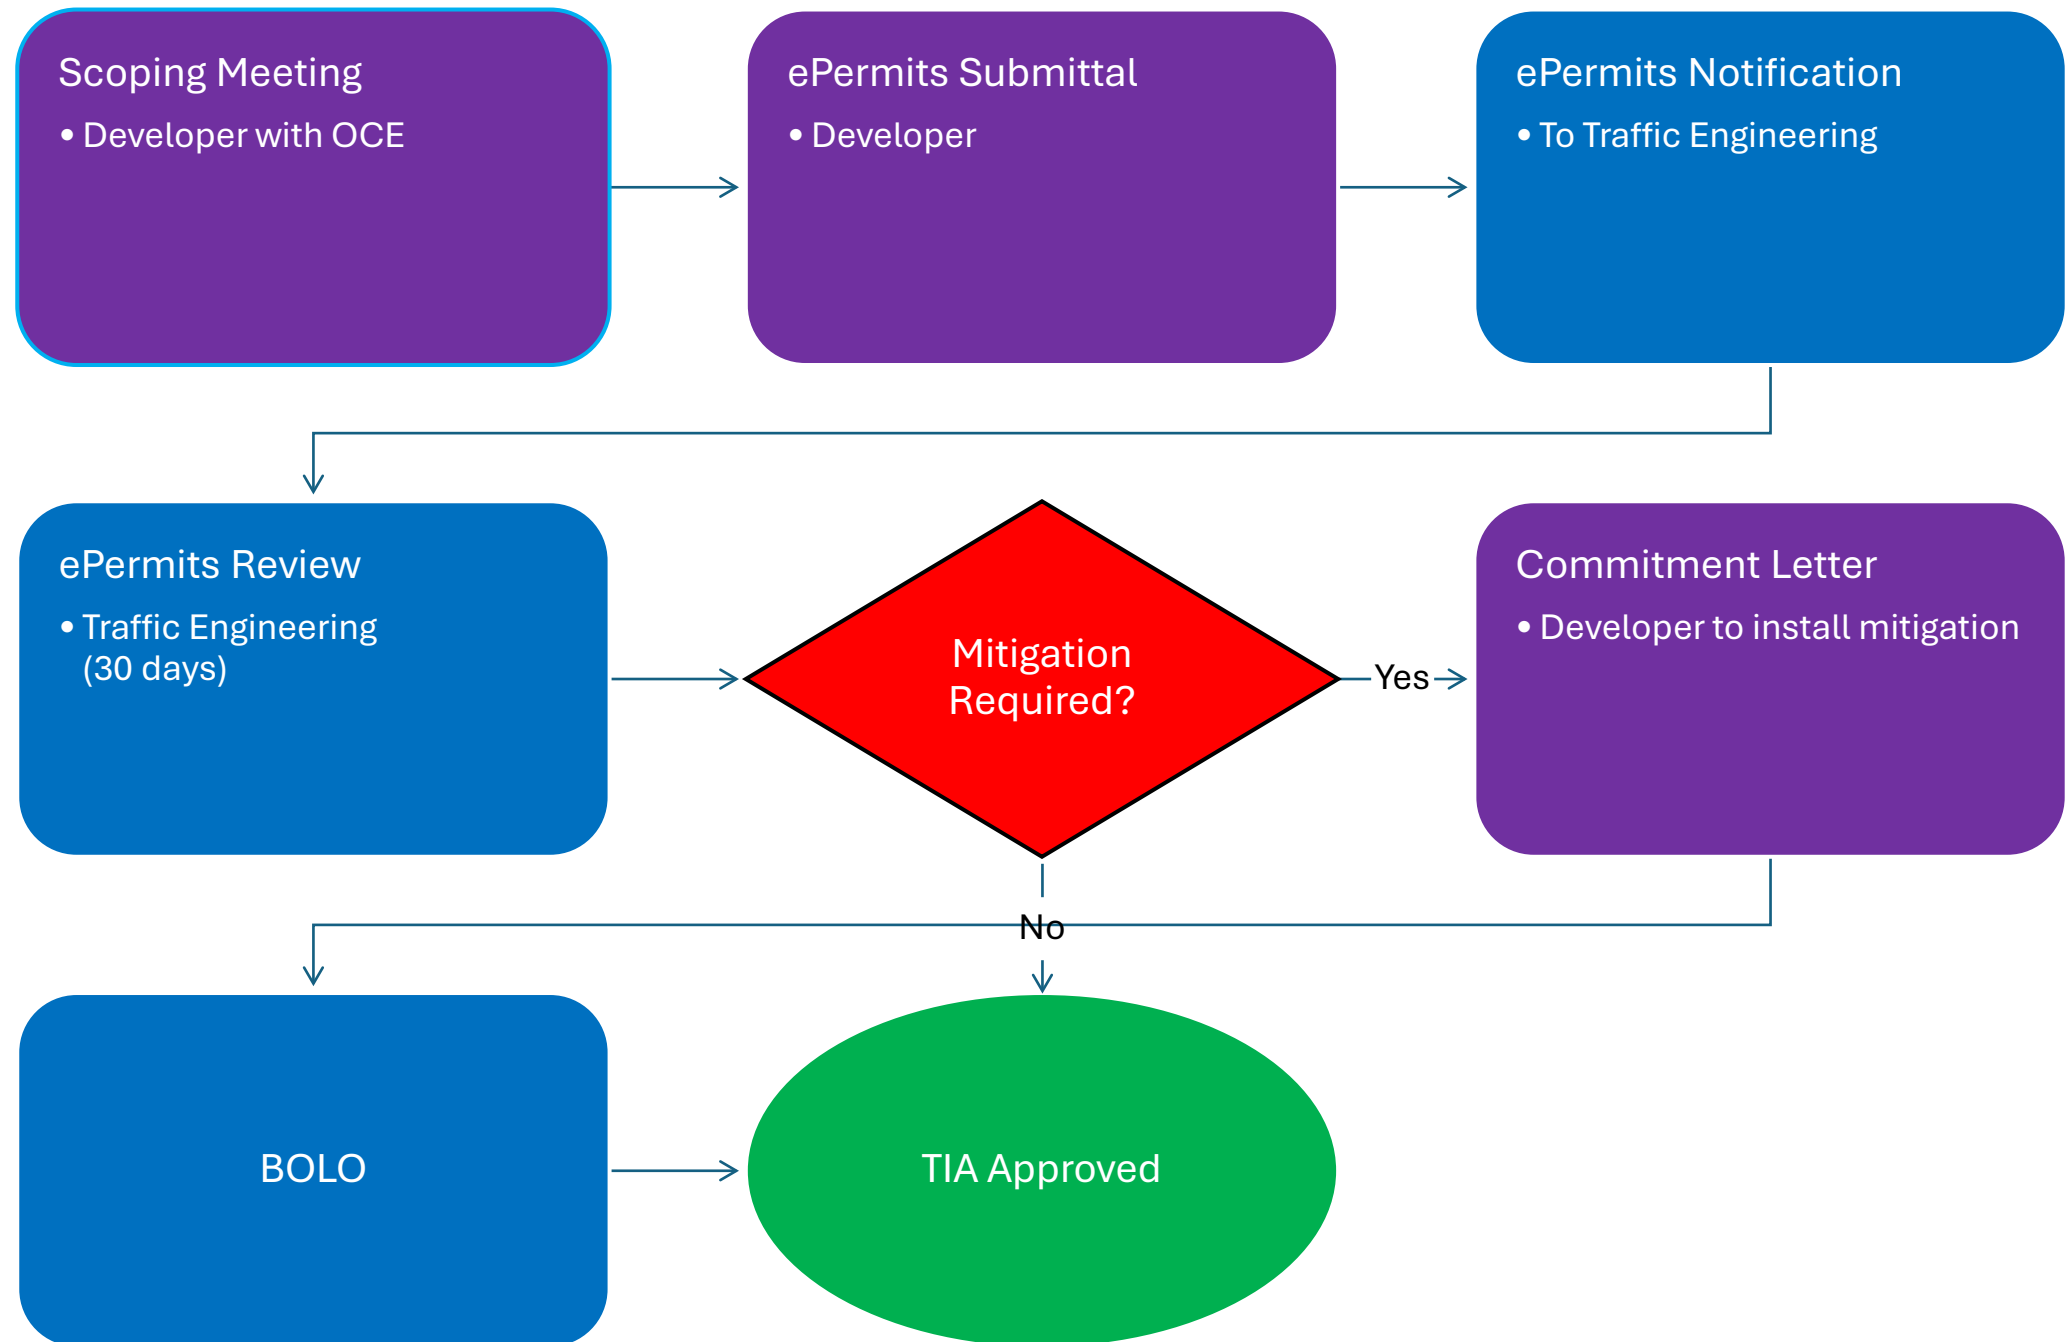 Scoping Meeting
• Developer with OCE
ePermits Submittal
• Developer
ePermits Notification
• To Traffic Engineering
ePermits Review
• Traffic Engineering
(30 days)
Mitigation
Required?
Yes
Commitment Letter
• Developer to install mitigation
No
BOLO
TIA Approved